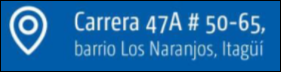 Carrera 47A # 50-65,
barrio Los Naranjos, Itagüí